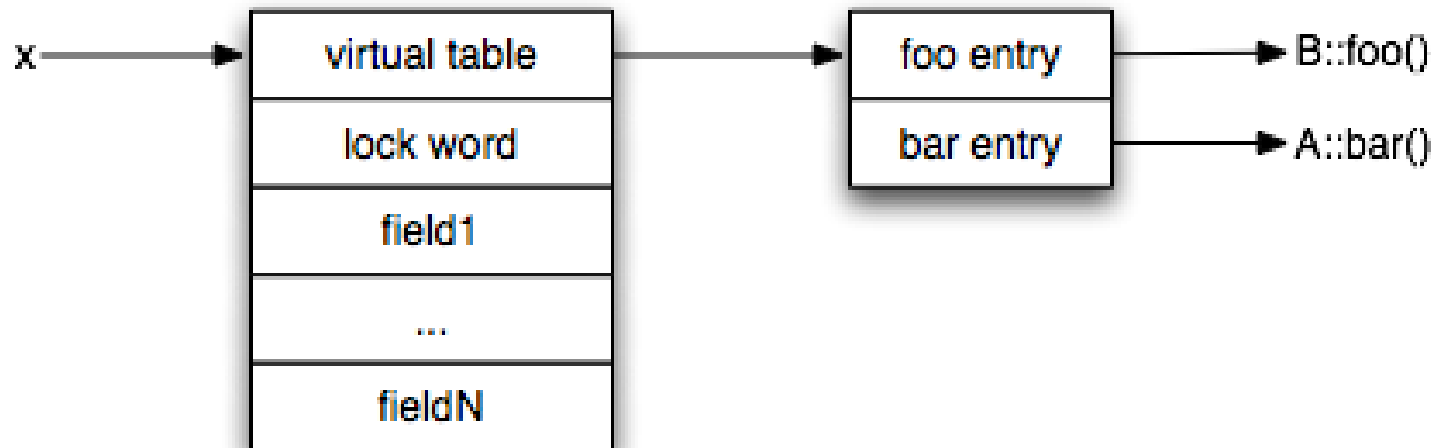 x
virtual table
foo entry
B::foo()
lock word
bar entry
A::bar()
field1
...
fieldN